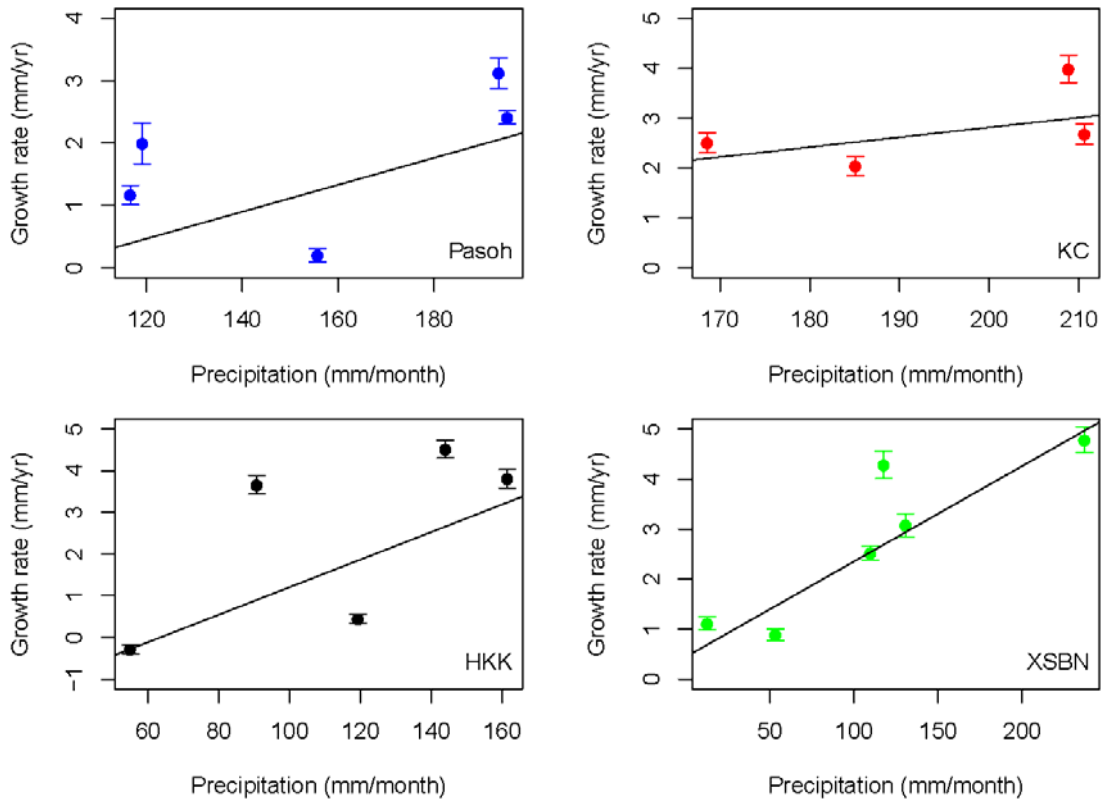 Growth rate (mm/yr)
4
3
2
1
0
Pasoh
120 140 160 180
Precipitation (mm/month)
Growth rate (mm/yr)
5
4
3
2
1
0
KC
170 180 190 200 210
Precipitation (mm/month)
Growth rate (mm/yr)
5
4
3
2
1
0
−1
HKK
60 80 100 120 140 160
Precipitation (mm/month)
Growth rate (mm/yr)
5
4
3
2
1
0
XSBN
50 100 150 200
Precipitation (mm/month)